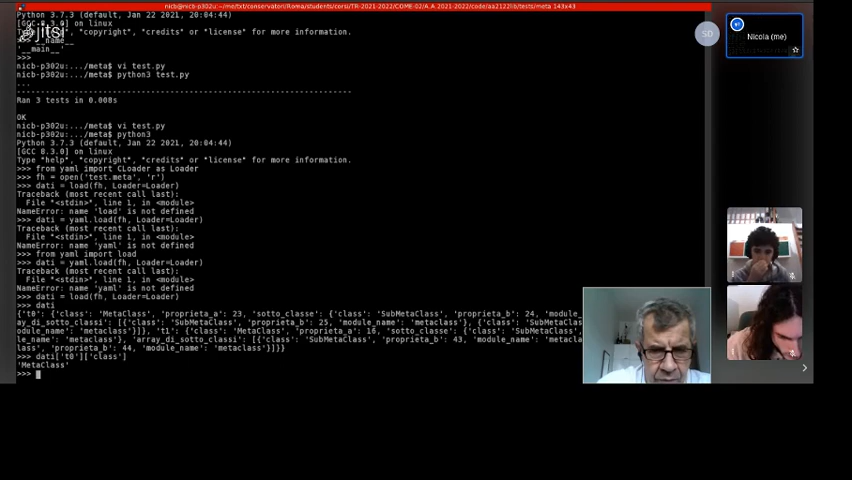 nicb@nicb-p302u: ~/me/txt/conservatori/Roma/students/corsi/TR-2021-2022/COME-02/A.A.2021-2022/code/aa2122lib/tests/meta 143x43
Python 3.7.3 (default, Jan 22 2021, 20:04:44)
[GCC 8.3.0] on linux
Type "help", "copyright", "credits" or "license" for more information.
>>> __name__
'__main__'
>>>
nicb-p302u:.../meta$ vi test.py
nicb-p302u:.../meta$ python3 test.py
...
----------------------------------------------------------------------
Ran 3 tests in 0.008s
OK
nicb-p302u:.../meta$ vi test.py
nicb-p302u:.../meta$ python3
Python 3.7.3 (default, Jan 22 2021, 20:04:44)
[GCC 8.3.0] on linux
Type "help", "copyright", "credits" or "license" for more information.
>>> from yaml import CLoader as Loader
>>> fh = open('test.meta', 'r')
>>> dati = load(fh, Loader=Loader)
Traceback (most recent call last):
File "<stdin>", line 1, in <module>
NameError: name 'load' is not defined
>>> dati = yaml.load(fh, Loader=Loader)
Traceback (most recent call last):
File "<stdin>", line 1, in <module>
NameError: name 'yaml' is not defined
>>> from yaml import load
>>> dati = yaml.load(fh, Loader=Loader)
Traceback (most recent call last):
File "<stdin>", line 1, in <module>
NameError: name 'yaml' is not defined
>>> dati = load(fh, Loader=Loader)
>>> dati
{'t0': {'class': 'MetaClass', 'proprieta_a': 23, 'sotto_classe': {'class': 'SubMetaClass', 'proprieta_b': 24, 'module_
ay_di_sotto_classi': [{'class': 'SubMetaClass', 'proprieta_b': 25, 'module_name': 'metaclass'}, {'class': 'SubMetaClass
odule_name': 'metaclass'}]}, 't1': {'class': 'MetaClass', 'proprieta_a': 16, 'sotto_classe': {'class': 'SubMetaClass',
le_name': 'metaclass'}, 'array_di_sotto_classi': [{'class': 'SubMetaClass', 'proprieta_b': 43, 'module_name': 'metacla
lass', 'proprieta_b': 44, 'module_name': 'metaclass'}]}}
>>> dati['t0']['class']
'MetaClass'
>>>
jitsi
SD
Nicola (me)